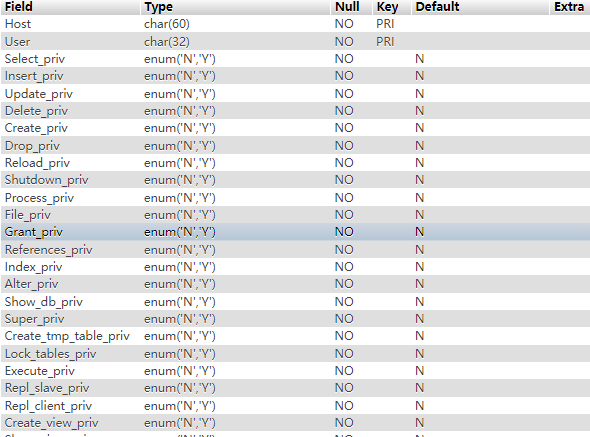 Field Type Null Key Default Extra
Host char(60) NO PRI
User char(32) NO PRI
Select_priv enum('N','Y') NO N
Insert_priv enum('N','Y') NO N
Update_priv enum('N','Y') NO N
Delete_priv enum('N','Y') NO N
Create_priv enum('N','Y') NO N
Drop_priv enum('N','Y') NO N
Reload_priv enum('N','Y') NO N
Shutdown_priv enum('N','Y') NO N
Process_priv enum('N','Y') NO N
File_priv enum('N','Y') NO N
Grant_priv enum('N','Y') NO N
References_priv enum('N','Y') NO N
Index_priv enum('N','Y') NO N
Alter_priv enum('N','Y') NO N
Show_db_priv enum('N','Y') NO N
Super_priv enum('N','Y') NO N
Create_tmp_table_priv enum('N','Y') NO N
Lock_tables_priv enum('N','Y') NO N
Execute_priv enum('N','Y') NO N
Repl_slave_priv enum('N','Y') NO N
Repl_client_priv enum('N','Y') NO N
Create_view_priv enum('N','Y') NO N